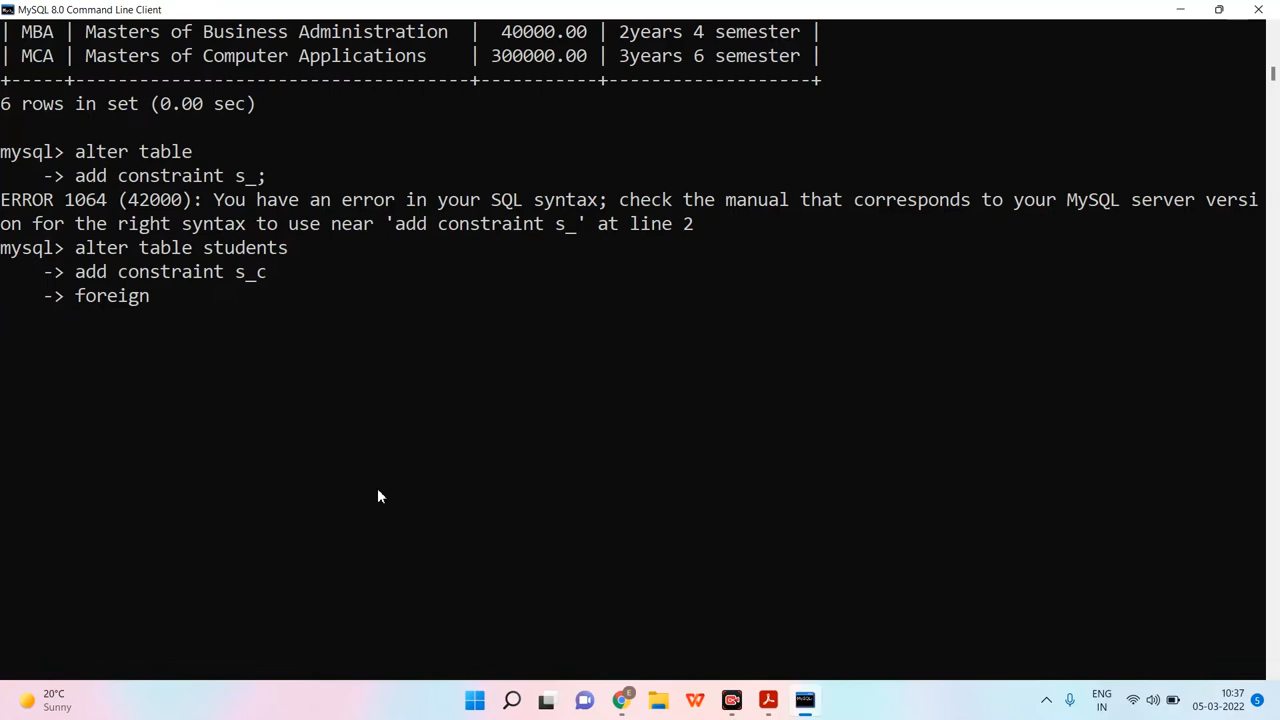 MySQL 8.0 Command Line Client
| MBA | Masters of Business Administration  |  40000.00 | 2years 4 semester |
| MCA | Masters of Computer Applications    | 300000.00 | 3years 6 semester |
+-----+-------------------------------------+-----------+-------------------+
6 rows in set (0.00 sec)
mysql> alter table
    -> add constraint s_;
ERROR 1064 (42000): You have an error in your SQL syntax; check the manual that corresponds to your MySQL server versi
on for the right syntax to use near 'add constraint s_' at line 2
mysql> alter table students
    -> add constraint s_c
    -> foreign
20°C
Sunny
ENG
IN
10:37
05-03-2022
5